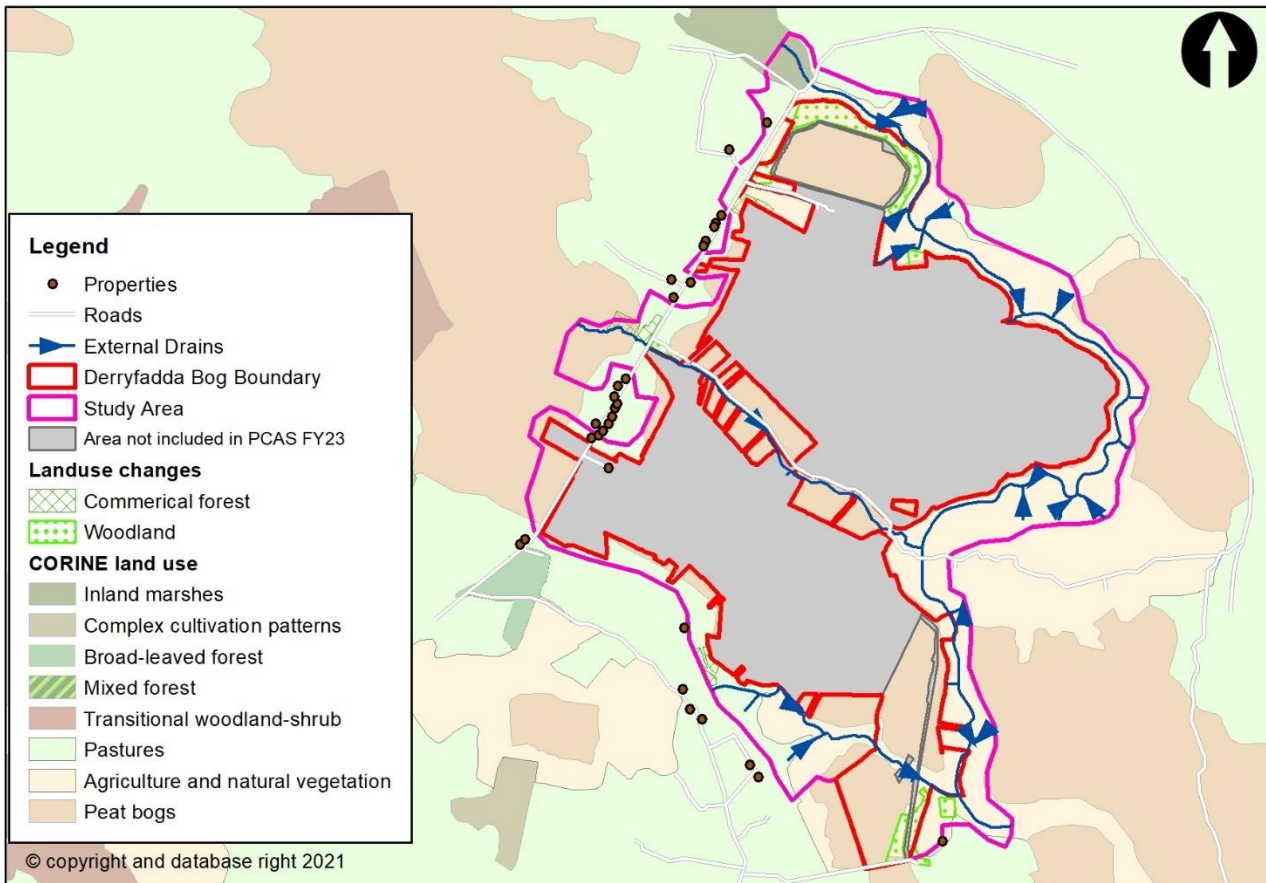 Legend
Properties
Roads
External Drains
Derryfadda Bog Boundary
Study Area
Area not included in PCAS FY23
Landuse changes
Commerical forest
Woodland
CORINE land use
Inland marshes
Complex cultivation patterns
Broad-leaved forest
Mixed forest
Transitional woodland-shrub
Pastures
Agriculture and natural vegetation
Peat bogs
© copyright and database right 2021